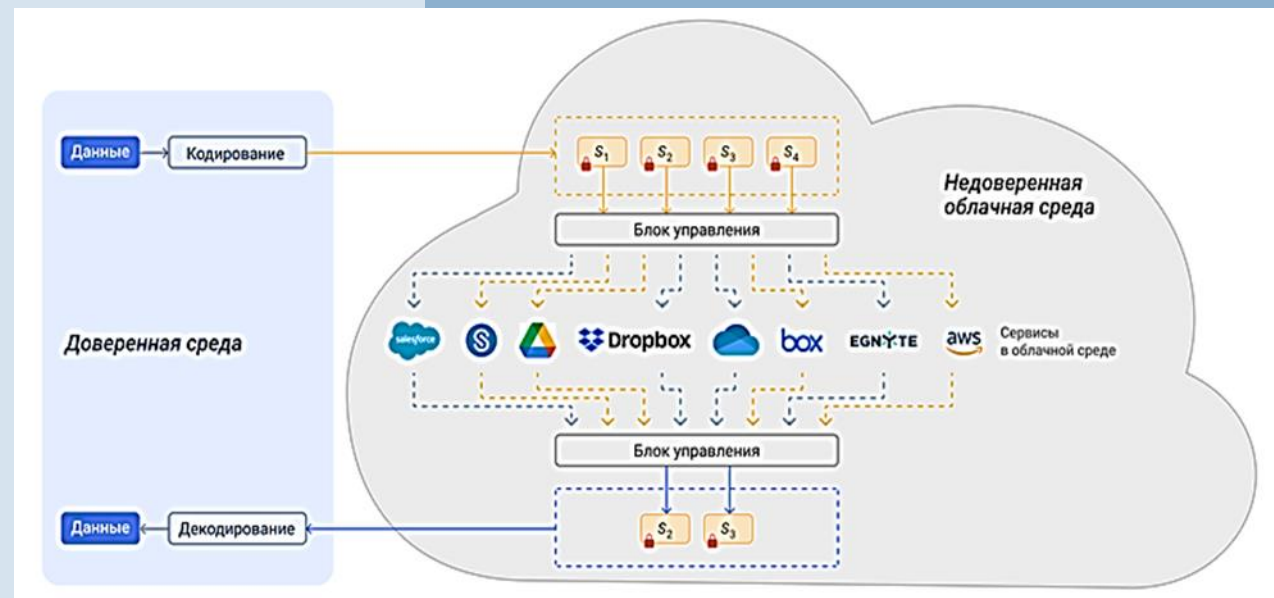 Данные
Кодирование
S1
S2
S3
S4
Недоверенная
облачная среда
Блок управления
Доверенная среда
salesforce
S
Dropbox
box
EGNYTE
aws
Сервисы
в облачной среде
Блок управления
Данные
Декодирование
S2
S3